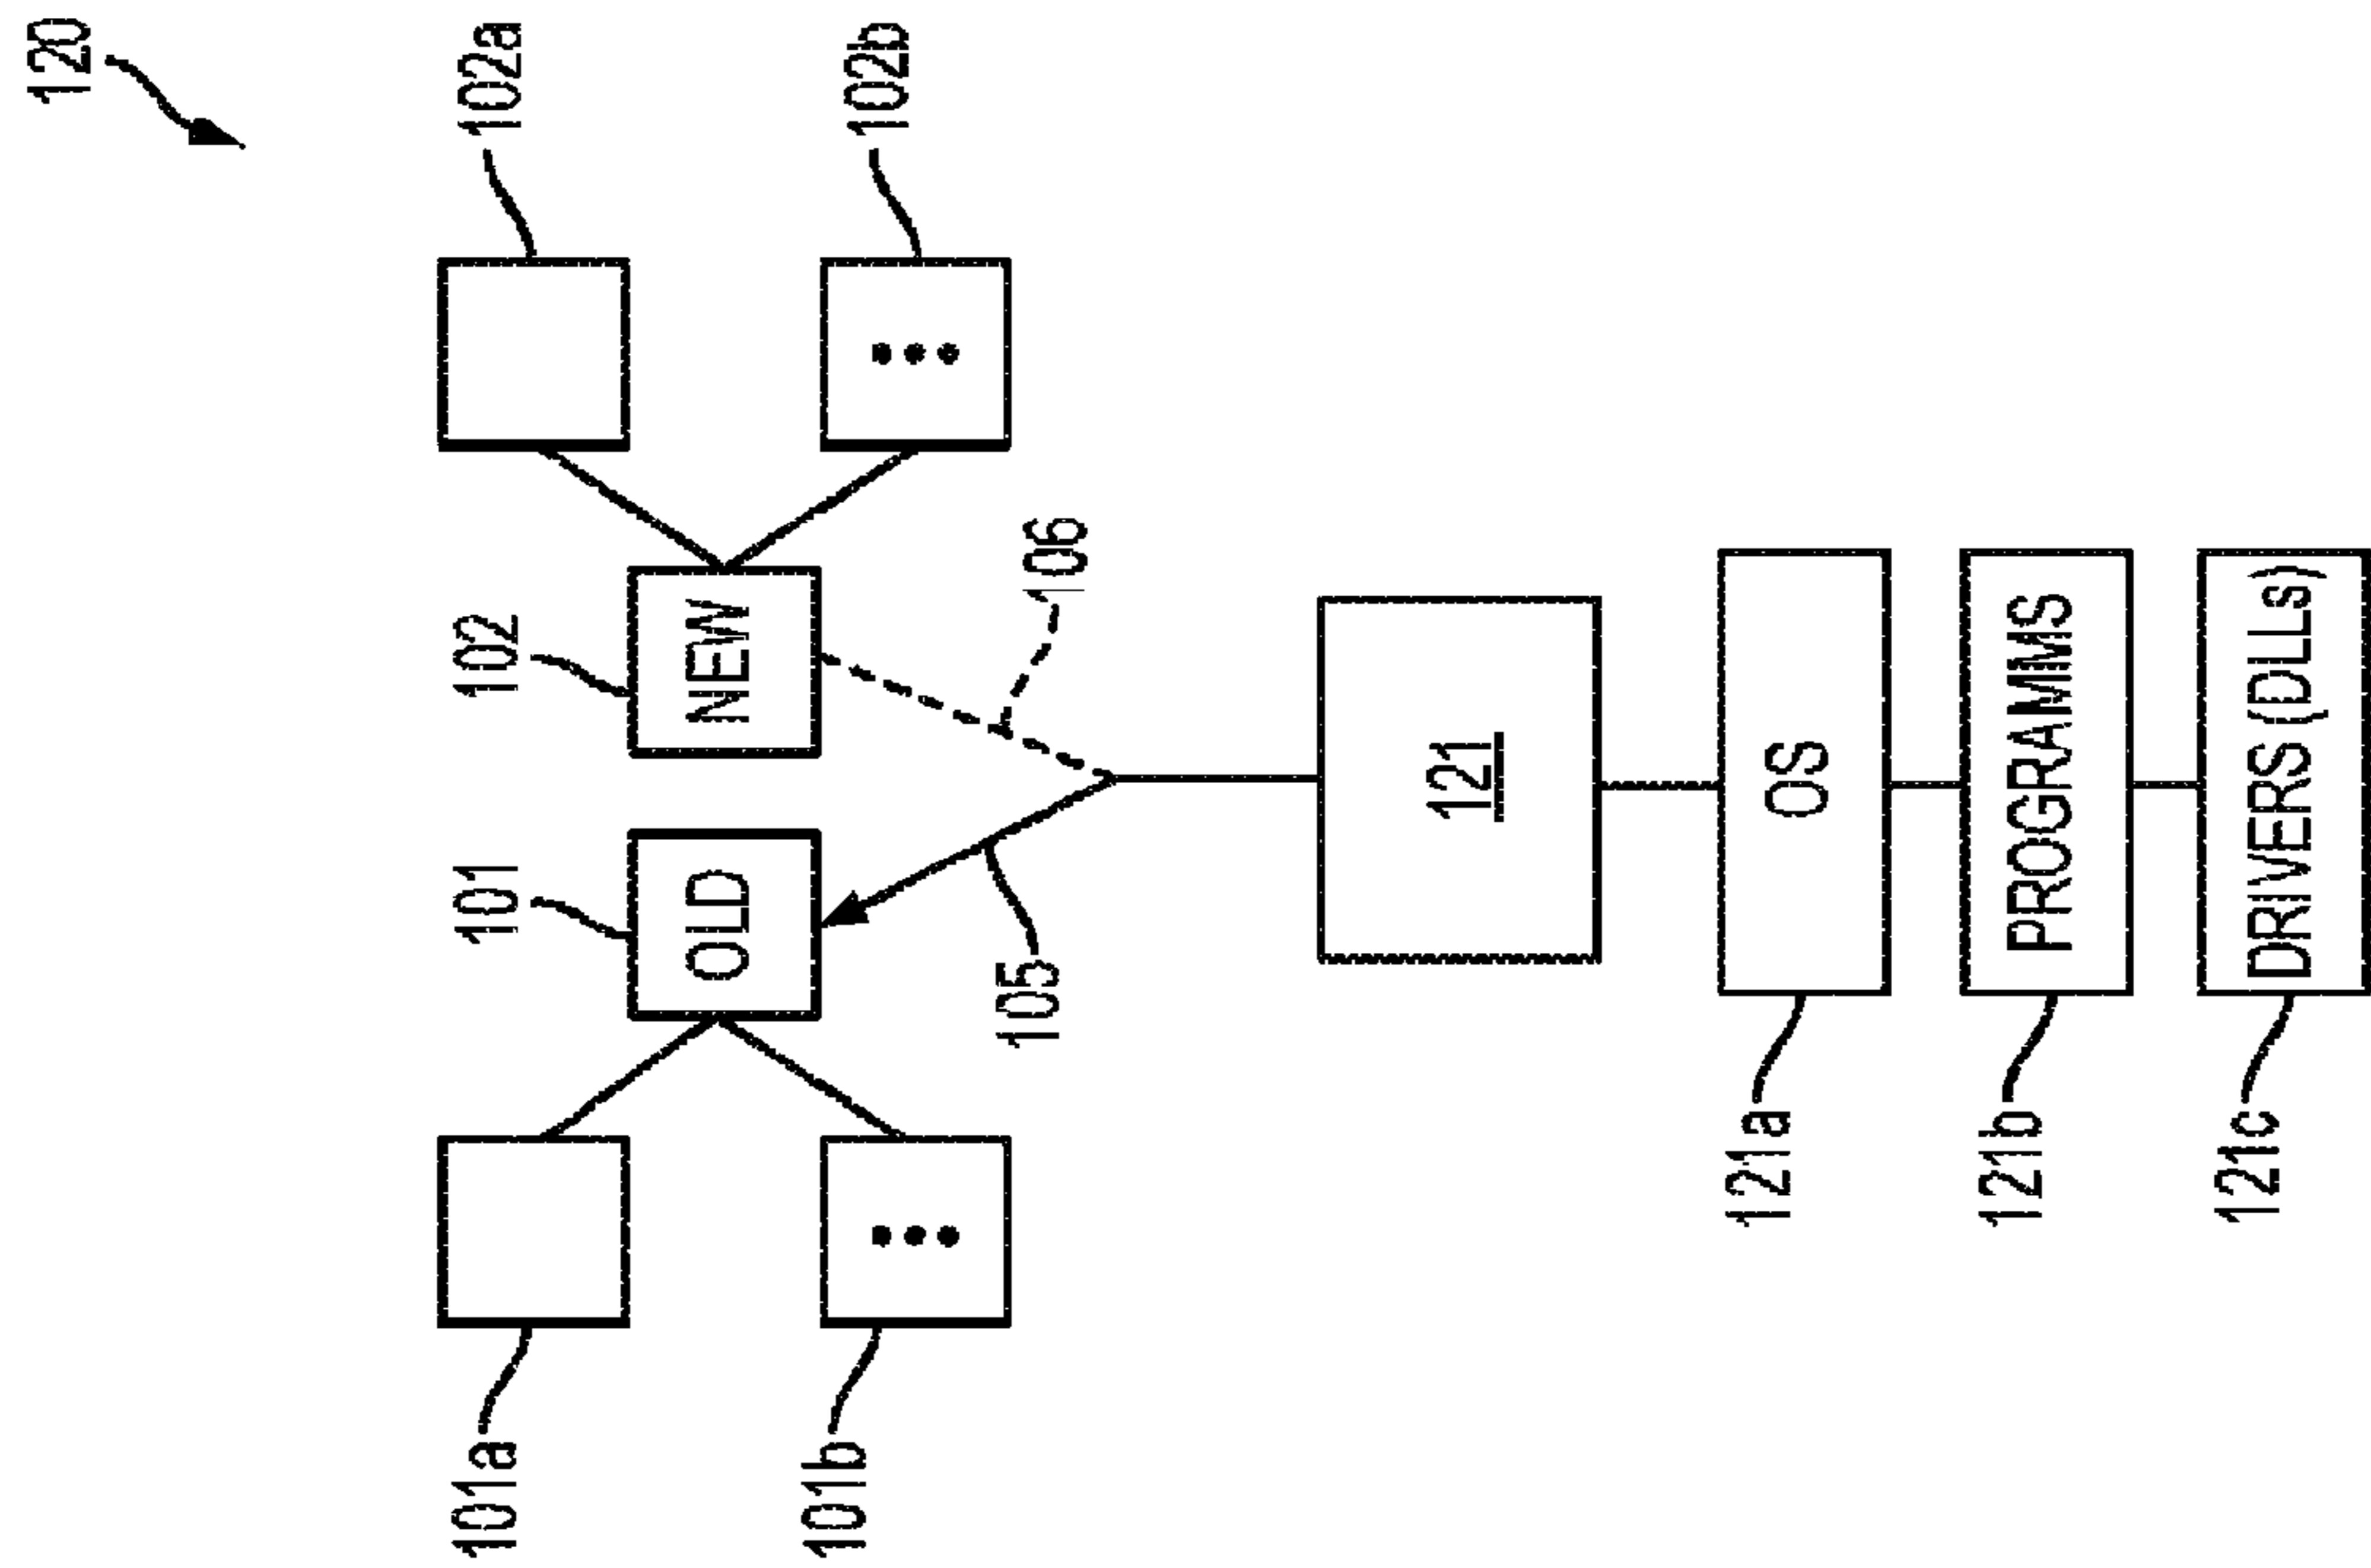 120
101a
101
102
102a
OLD
NEW
101b
105
106
102b
121
121a
OS
121b
PROGRAMMS
121c
DRIVERS (DLLs)